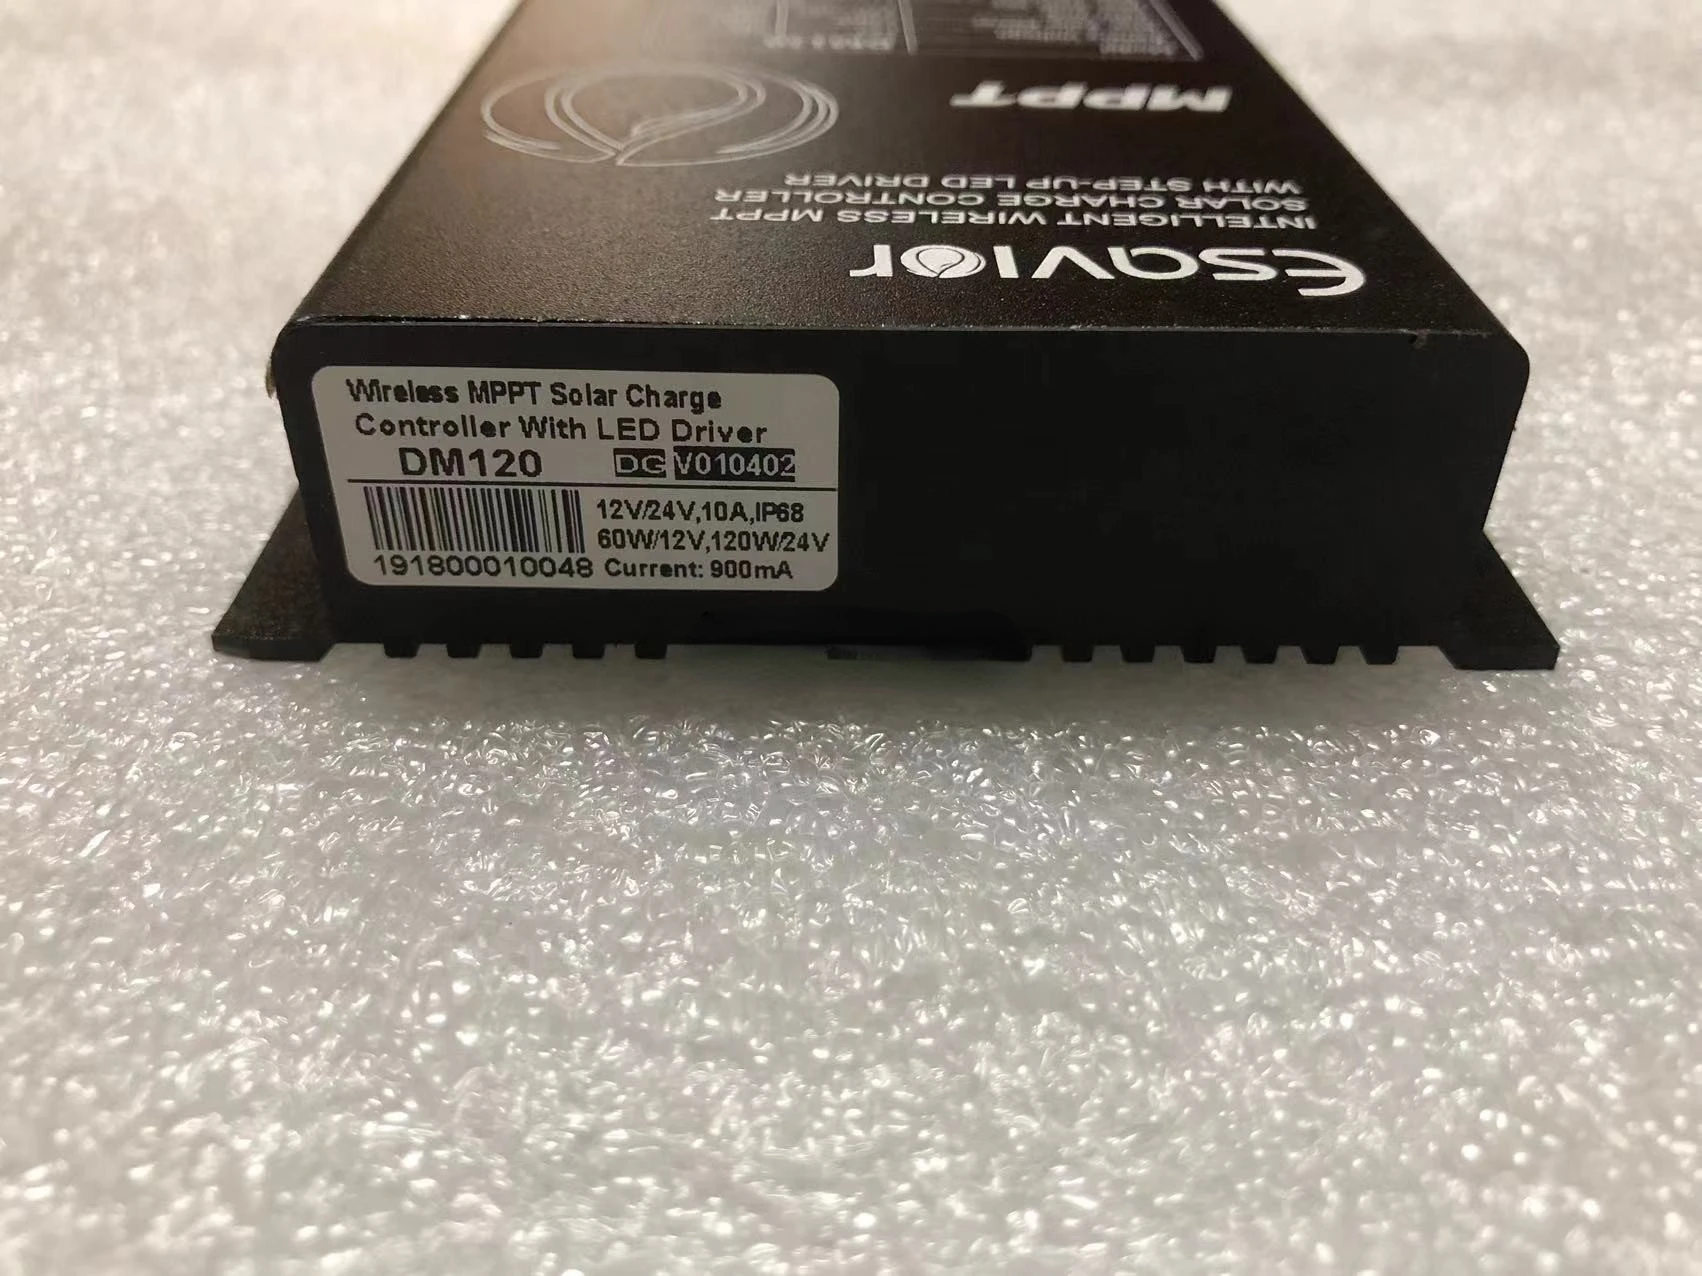 Esavior
INTELLIGENT WIRELESS MPPT
SOLAR CHARGE CONTROLLER
WITH STEP-UP LED DRIVER
MPPT
Wireless MPPT Solar Charge
Controller With LED Driver
DM120 DG V010402
12V/24V,10A,IP68
60W/12V,120W/24V
191800010048 Current: 900mA